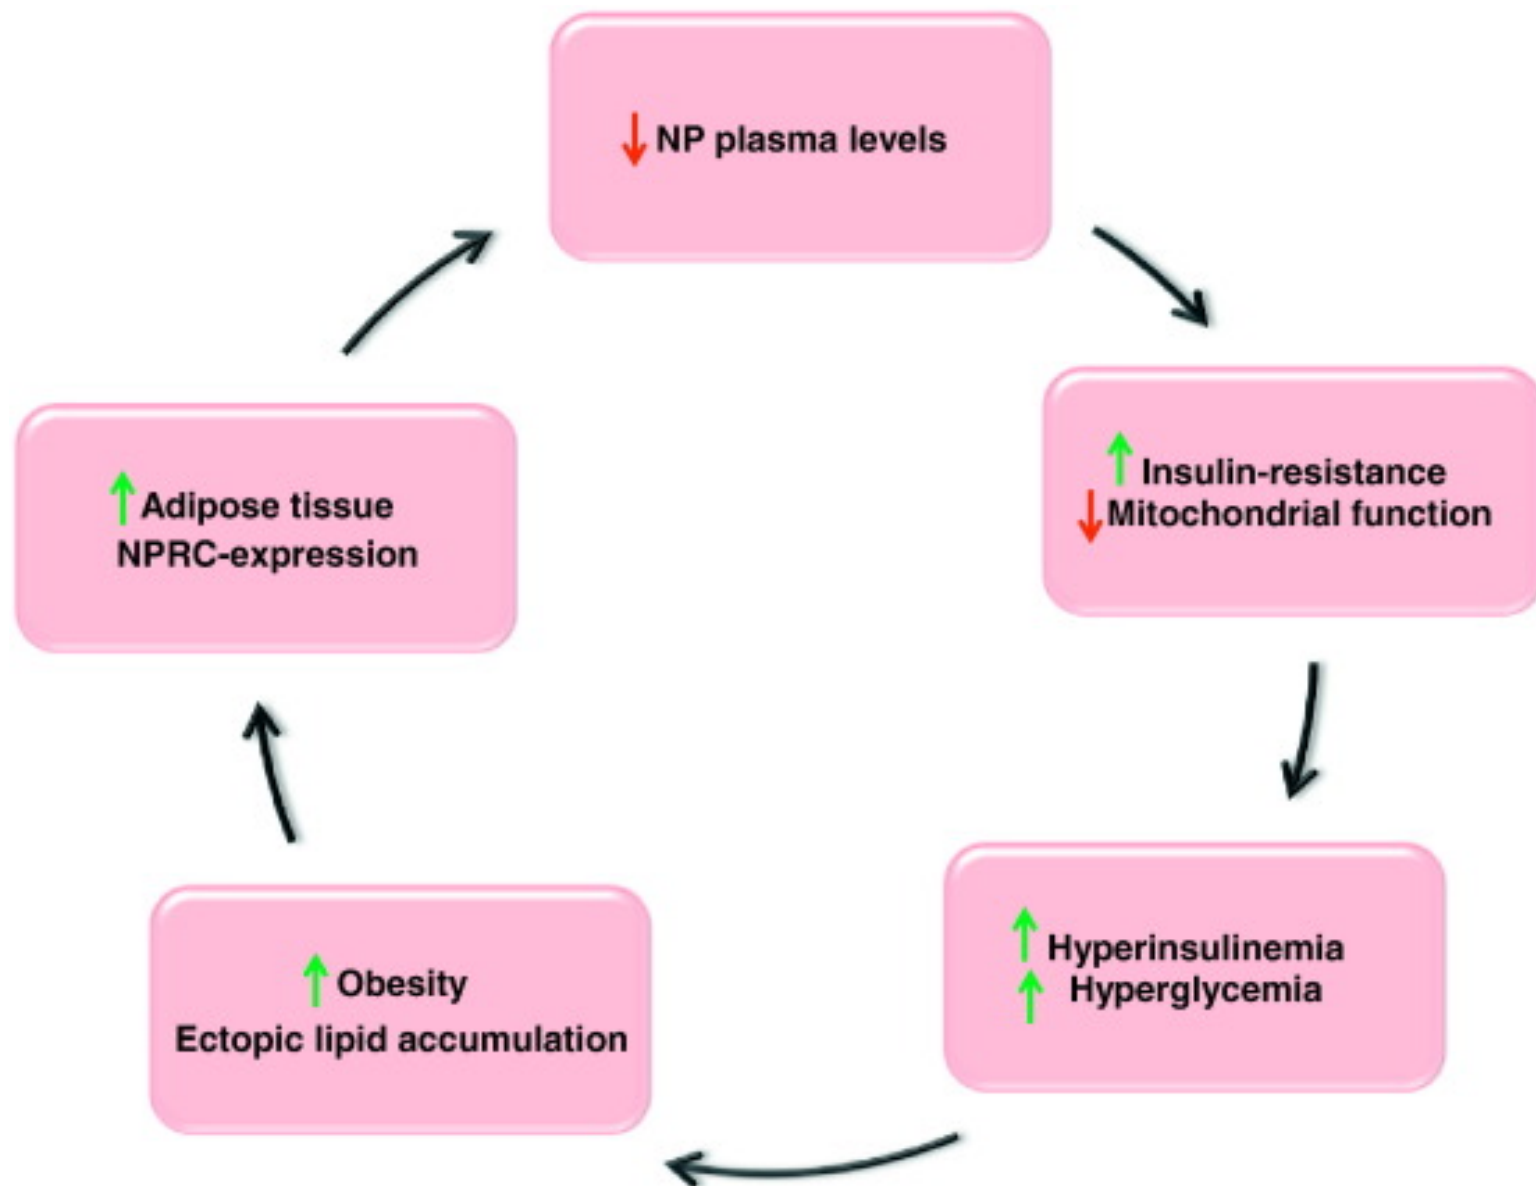 NP plasma levels
Insulin-resistance
Mitochondrial function
Hyperinsulinemia
Hyperglycemia
Obesity
Ectopic lipid accumulation
Adipose tissue
NPRC-expression